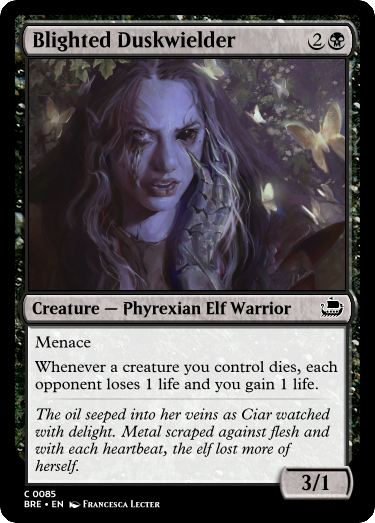 Blighted Duskwielder 2
Creature — Phyrexian Elf Warrior
Menace
Whenever a creature you control dies, each
opponent loses 1 life and you gain 1 life.
The oil seeped into her veins as Ciar watched
with delight. Metal scraped against flesh and
with each heartbeat, the elf lost more of
herself.
3/1
C 0085
BRE • EN Francesca Lecter